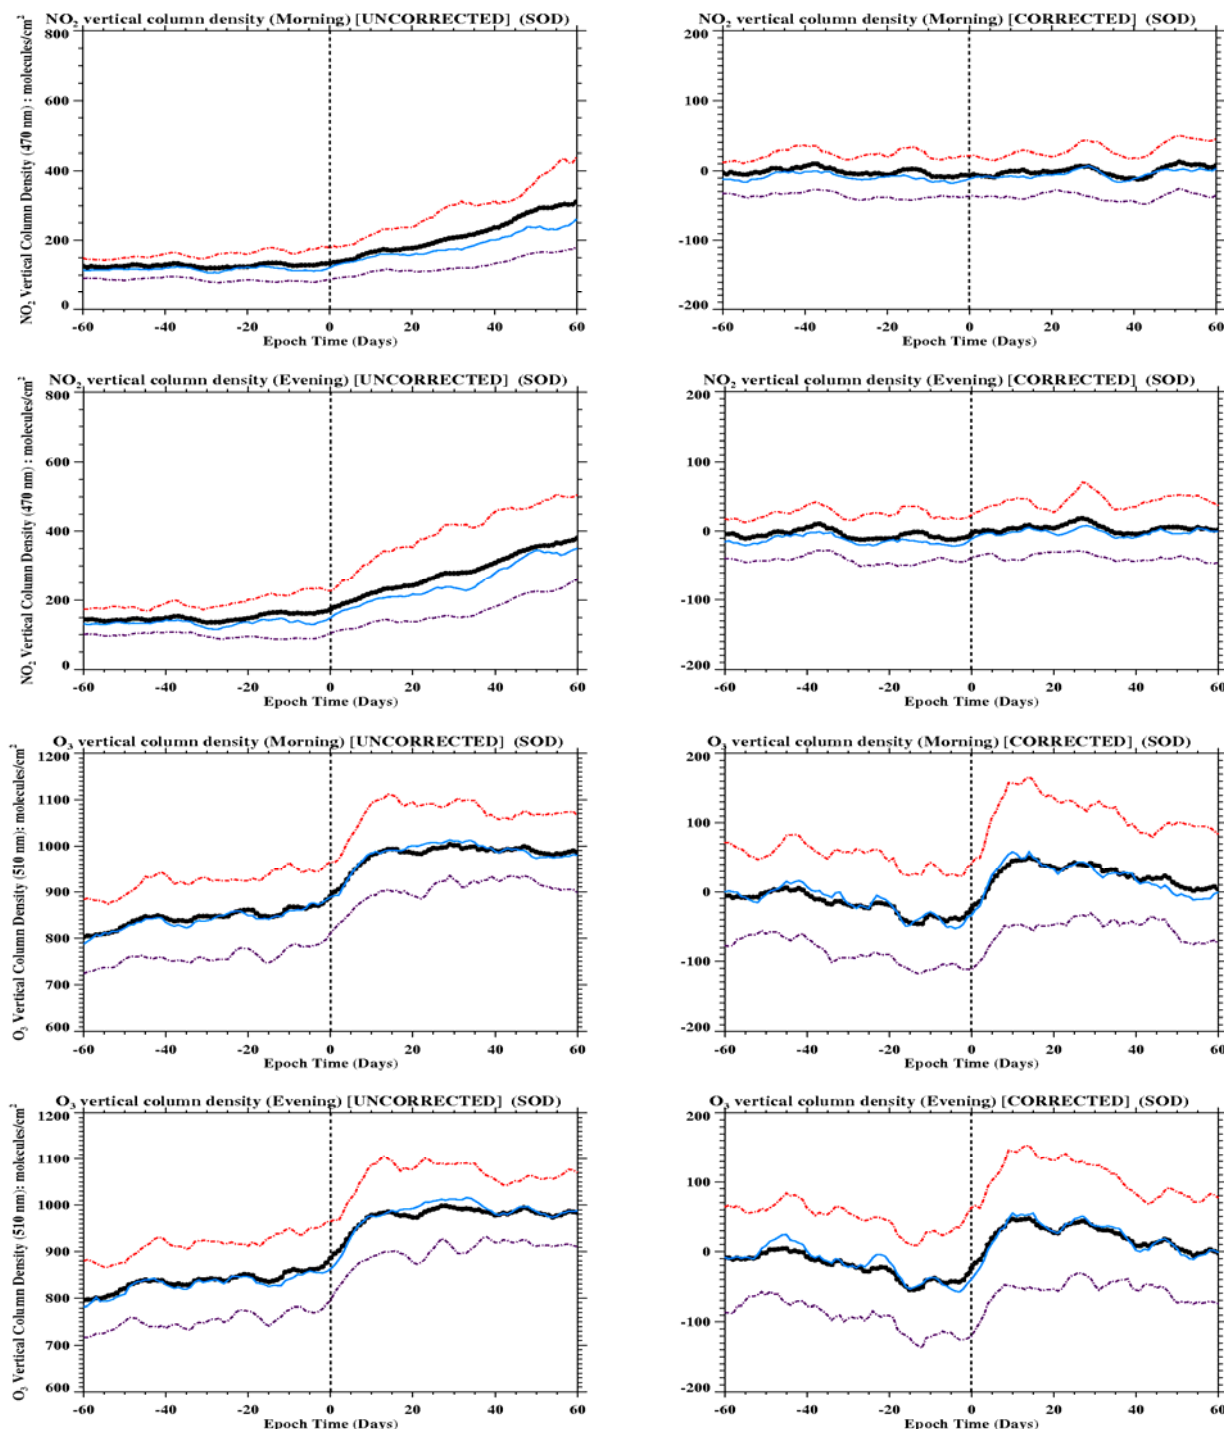 NO₂ vertical column density (Morning) [UNCORRECTED] (SOD)
NO₂ Vertical Column Density (470 nm) : molecules/cm²
800
600
400
200
0
-60 -40 -20 0 20 40 60
Epoch Time (Days)
NO₂ vertical column density (Morning) [CORRECTED] (SOD)
200
100
0
-100
-200
-60 -40 -20 0 20 40 60
Epoch Time (Days)
NO₂ vertical column density (Evening) [UNCORRECTED] (SOD)
NO₂ Vertical Column Density (470 nm) : molecules/cm²
800
600
400
200
0
-60 -40 -20 0 20 40 60
Epoch Time (Days)
NO₂ vertical column density (Evening) [CORRECTED] (SOD)
200
100
0
-100
-200
-60 -40 -20 0 20 40 60
Epoch Time (Days)
O₃ vertical column density (Morning) [UNCORRECTED] (SOD)
O₃ Vertical Column Density (510 nm): molecules/cm²
1200
1100
1000
900
800
700
600
-60 -40 -20 0 20 40 60
Epoch Time (Days)
O₃ vertical column density (Morning) [CORRECTED] (SOD)
200
100
0
-100
-200
-60 -40 -20 0 20 40 60
Epoch Time (Days)
O₃ vertical column density (Evening) [UNCORRECTED] (SOD)
O₃ Vertical Column Density (510 nm): molecules/cm²
1200
1100
1000
900
800
700
600
-60 -40 -20 0 20 40 60
Epoch Time (Days)
O₃ vertical column density (Evening) [CORRECTED] (SOD)
200
100
0
-100
-200
-60 -40 -20 0 20 40 60
Epoch Time (Days)